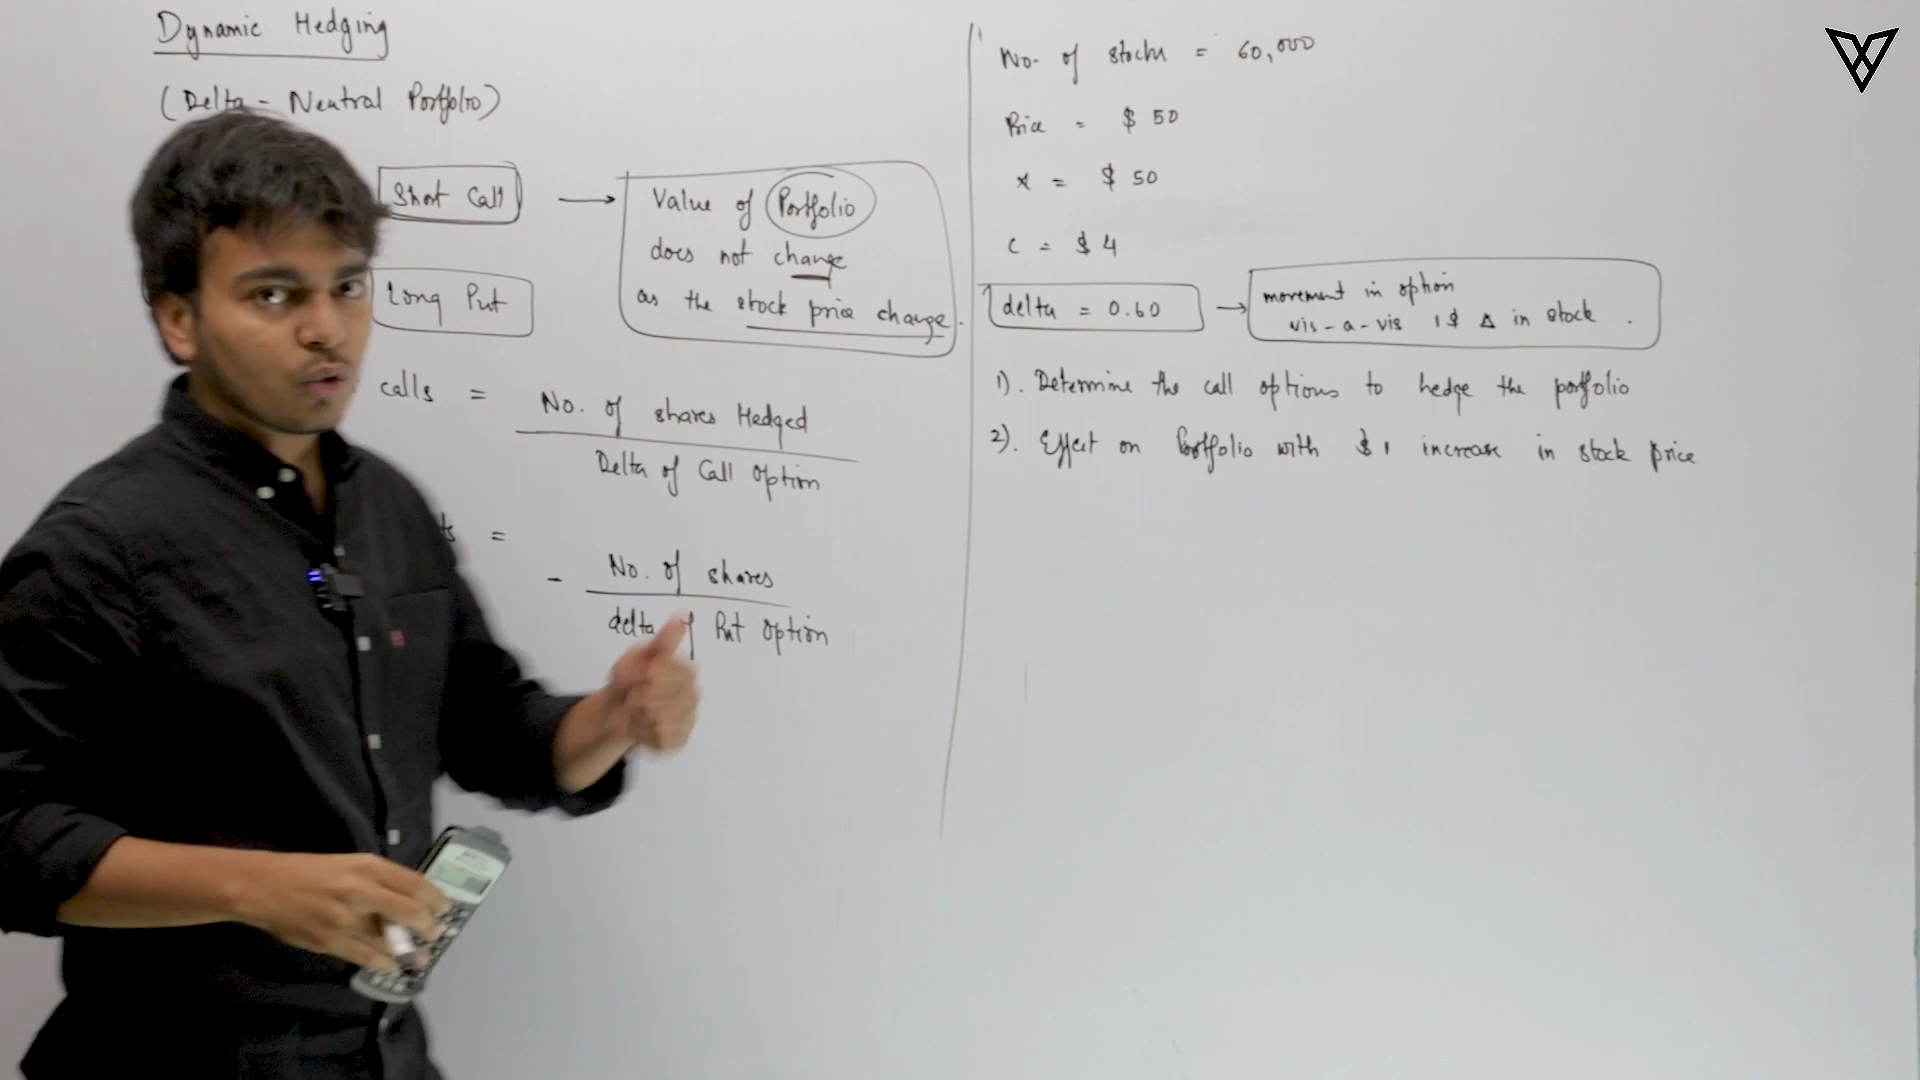 Dynamic Hedging
(Delta - Neutral Portfolio)
Short Call
Long Put
Value of Portfolio
does not change
as the stock price change.
calls = No. of shares Hedged
Delta of Call Option
ts =
- No. of shares
delta of Put Option
No. of stocks = 60,000
Price = $ 50
X = $ 50
C = $ 4
delta = 0.60
movement in option
vis-a-vis 1$ Δ in stock.
1). Determine the call options to hedge the portfolio
2). Effect on Portfolio with $1 increase in stock price